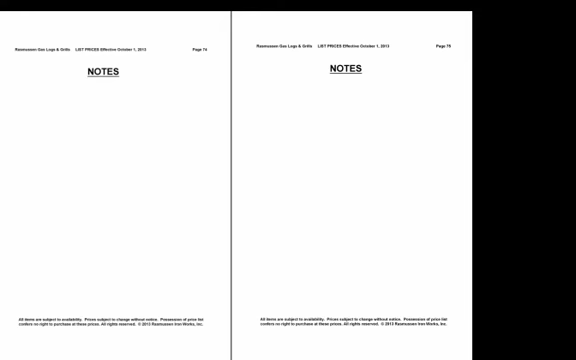 Rasmussen Gas Logs & Grills LIST PRICES Effective October 1, 2013 Page 74
NOTES
All items are subject to availability. Prices subject to change without notice. Possession of price list
confers no right to purchase at these prices. All rights reserved. © 2013 Rasmussen Iron Works, Inc.
Rasmussen Gas Logs & Grills LIST PRICES Effective October 1, 2013 Page 75
NOTES
All items are subject to availability. Prices subject to change without notice. Possession of price list
confers no right to purchase at these prices. All rights reserved. © 2013 Rasmussen Iron Works, Inc.